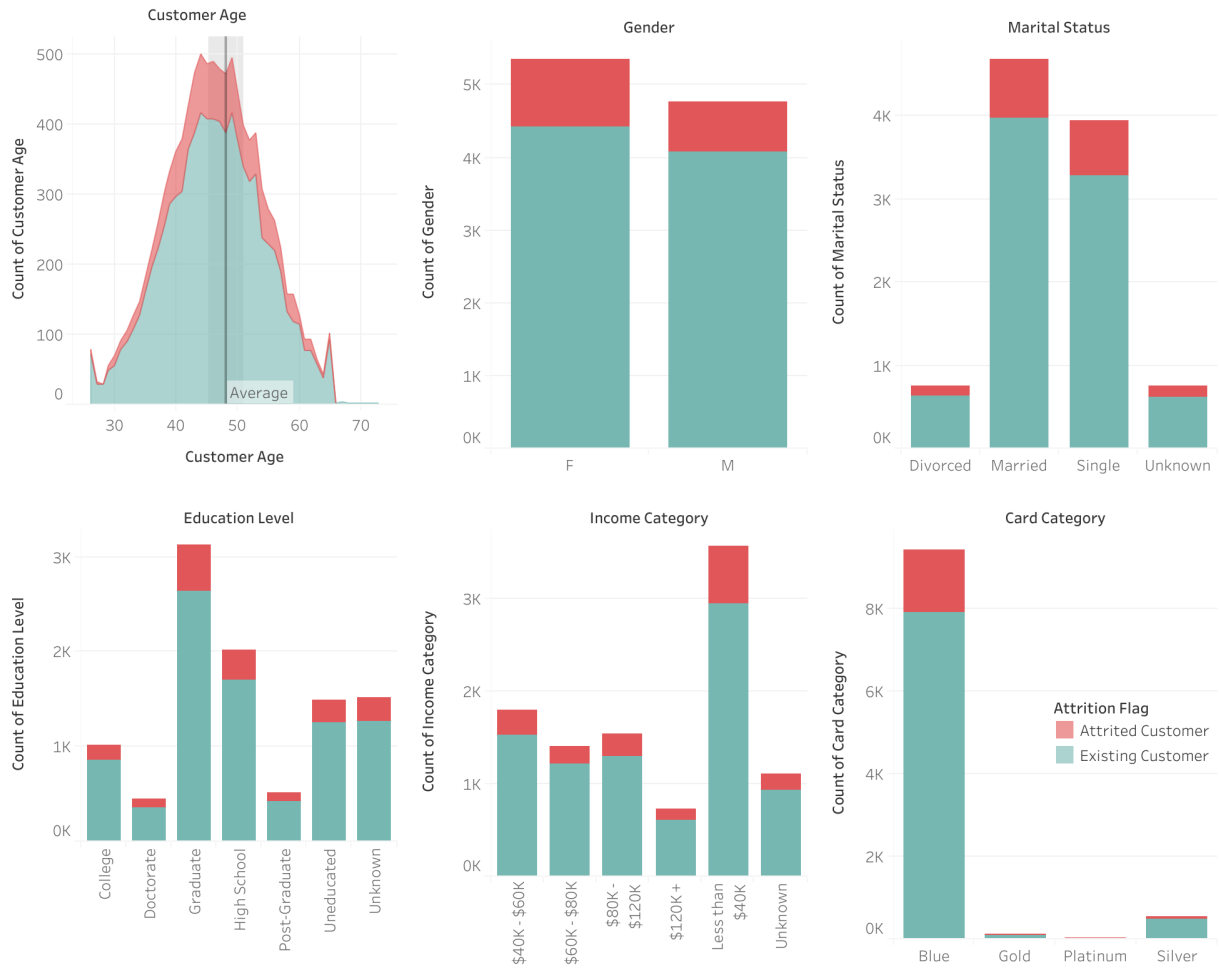 Customer Age
Count of Customer Age
500
400
300
200
100
0
Average
30 40 50 60 70
Customer Age
Gender
Count of Gender
5K
4K
3K
2K
1K
0K
F M
Marital Status
Count of Marital Status
4K
3K
2K
1K
0K
Divorced Married Single Unknown
Education Level
Count of Education Level
3K
2K
1K
0K
College
Doctorate
Graduate
High School
Post-Graduate
Uneducated
Unknown
Income Category
Count of Income Category
3K
2K
1K
0K
$40K - $60K
$60K - $80K
$80K -
$120K
$120K +
Less than
$40K
Unknown
Card Category
Count of Card Category
8K
6K
4K
2K
0K
Attrition Flag
Attrited Customer
Existing Customer
Blue Gold Platinum Silver